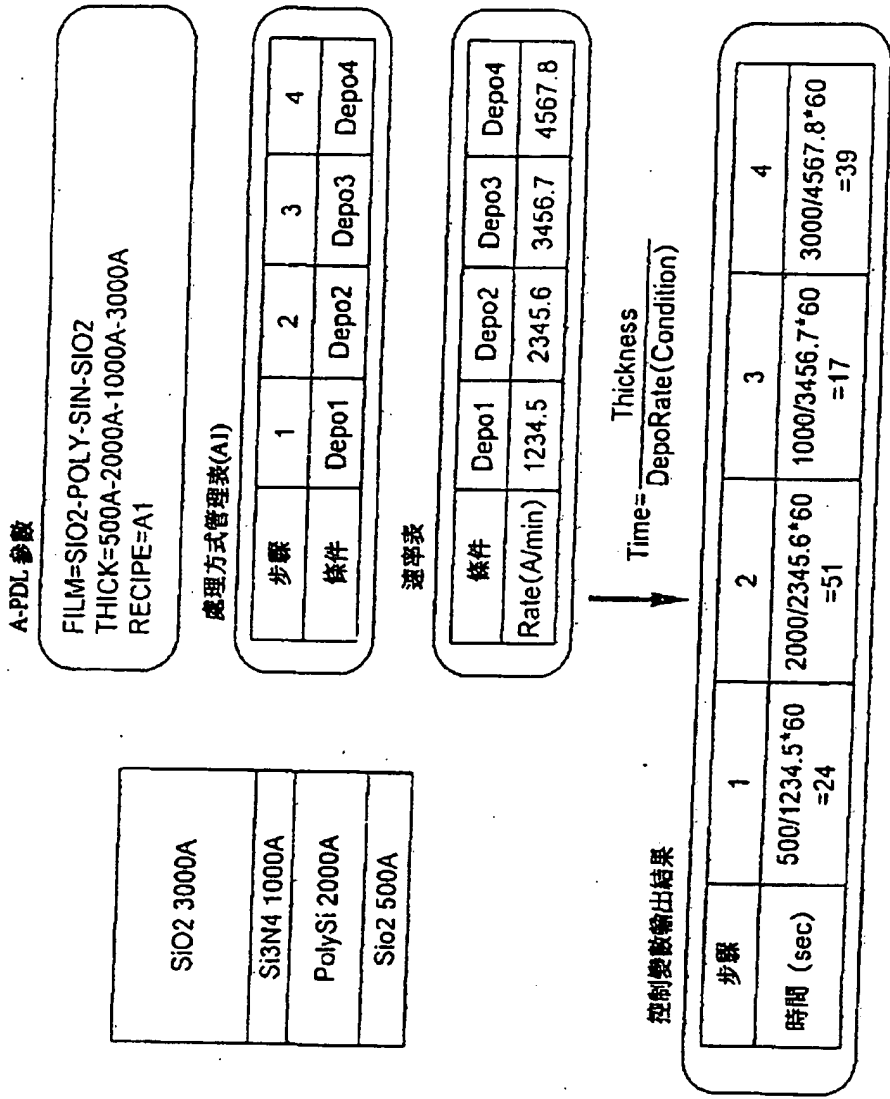 A-PDL 參數
FILM=SIO2-POLY-SIN-SIO2
THICK=500A-2000A-1000A-3000A
RECIPE=A1
處理方式管理表(A1)
步驟 1 2 3 4
條件 Depo1 Depo2 Depo3 Depo4
速率表
條件 Depo1 Depo2 Depo3 Depo4
Rate(A/min) 1234.5 2345.6 3456.7 4567.8
Time=
Thickness
DepoRate(Condition)
SiO2 3000A
Si3N4 1000A
PolySi 2000A
Sio2 500A
控制變數輸出結果
步驟 1 2 3 4
時間 (sec) 500/1234.5*60 2000/2345.6*60 1000/3456.7*60 3000/4567.8*60
=24 =51 =17 =39